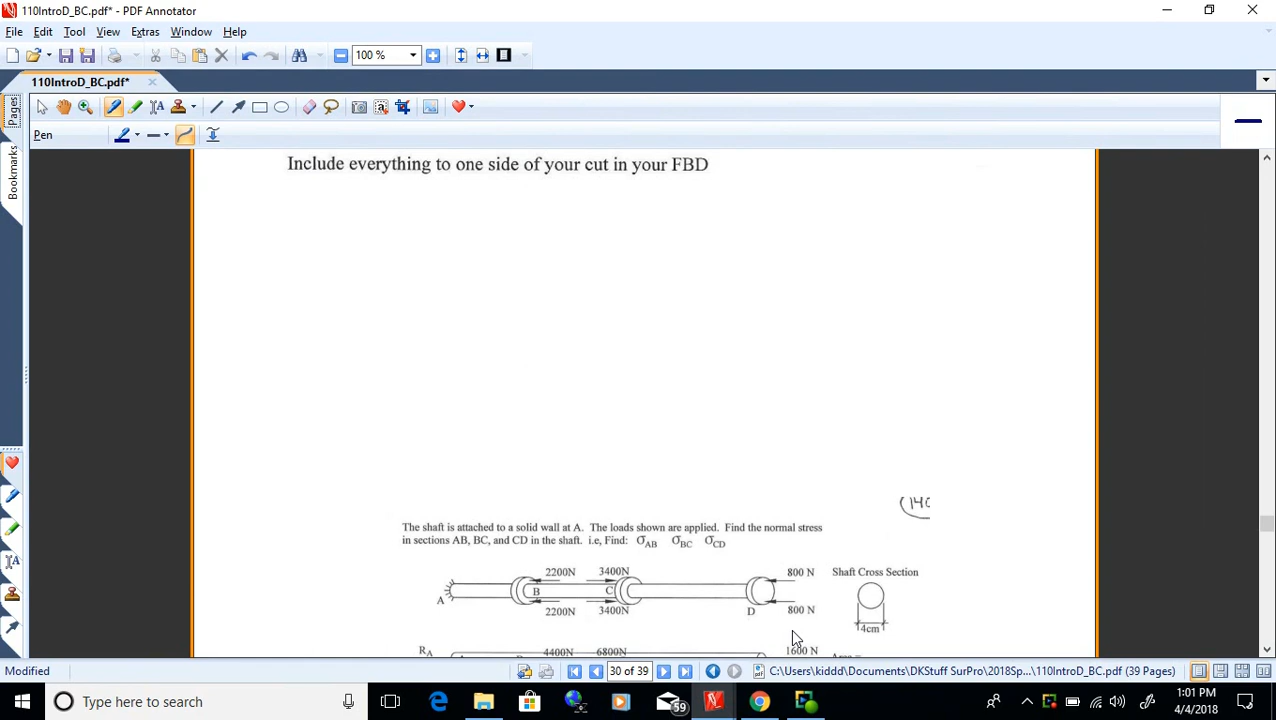 110IntroD_BC.pdf* - PDF Annotator
File Edit Tool View Extras Window Help
100 %
110IntroD_BC.pdf*
Pen
Pages
Bookmarks
Include everything to one side of your cut in your FBD
(140
The shaft is attached to a solid wall at A. The loads shown are applied. Find the normal stress
in sections AB, BC, and CD in the shaft. i.e, Find: σAB σBC σCD
2200N 3400N 800 N Shaft Cross Section
A B C D
2200N 3400N 800 N
4cm
RA 4400N 6800N 1600 N
Modified
30 of 39
C:\Users\kiddd\Documents\DKStuff SurPro\2018Sp...\110IntroD_BC.pdf (39 Pages)
Type here to search
59
1:01 PM
4/4/2018